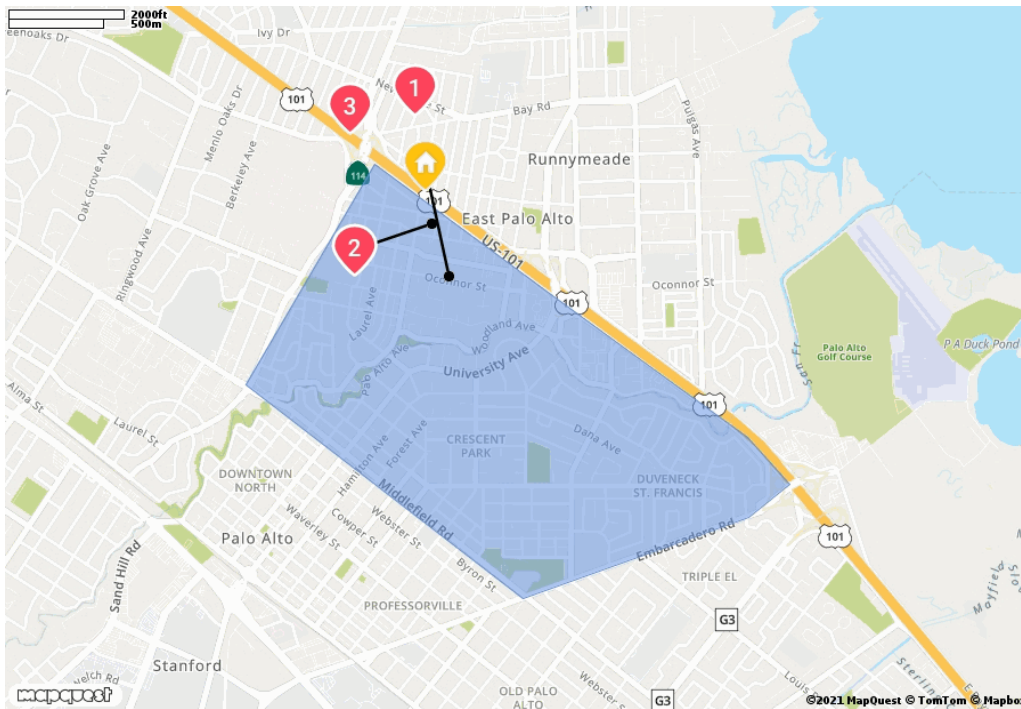 2000ft
500m
Ivy Dr
Menlo Oaks Dr
101
3
1
Bay Rd
Pulgas Ave
Berkeley Ave
Oak Grove Ave
Runnymeade
114
101
East Palo Alto
2
US-101
Ringwood Ave
Oconnor St
Oconnor St
101
Laurel Ave
Woodland Ave
Palo Alto Ave
University Ave
Palo Alto
Golf Course
P A Duck Pond
Alma St
Laurel St
101
Forest Ave
CRESCENT
PARK
Dana Ave
DOWNTOWN
NORTH
Hamilton Ave
DUVENECK
ST. FRANCIS
Middlefield Rd
Waverley St
Cowper St
Webster St
Embarcadero Rd
101
Palo Alto
Byron St
Sand Hill Rd
TRIPLE EL
Mayfield
PROFESSORVILLE
G3
Stanford
Welch Rd
Webster St
OLD PALO
ALTO
G3
mapquest
©2021 MapQuest © TomTom © Mapbo